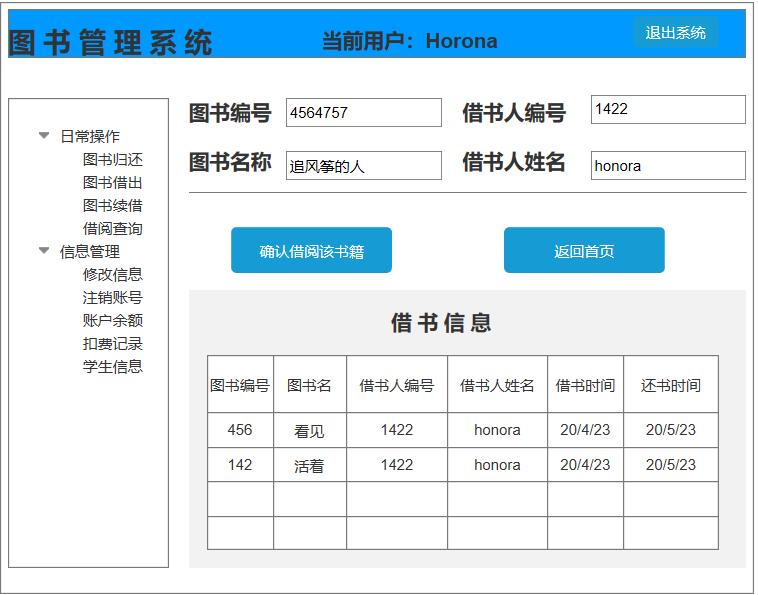 图书管理系统 当前用户：Horona 退出系统
日常操作
图书归还
图书借出
图书续借
借阅查询
信息管理
修改信息
注销账号
账户余额
扣费记录
学生信息
图书编号 4564757 借书人编号 1422
图书名称 追风筝的人 借书人姓名 honora
确认借阅该书籍 返回首页
借书信息
图书编号 图书名 借书人编号 借书人姓名 借书时间 还书时间
456 看见 1422 honora 20/4/23 20/5/23
142 活着 1422 honora 20/4/23 20/5/23